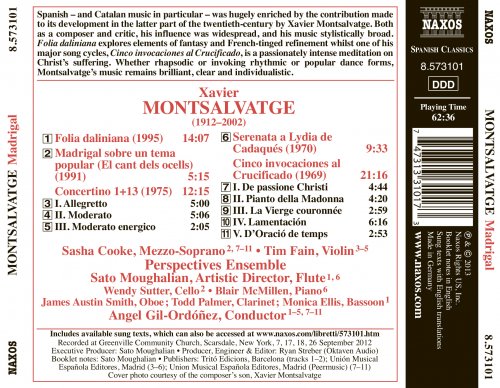 8.573101
MONTSALVATGE Madrigal
NAXOS
Spanish – and Catalan music in particular – was hugely enriched by the contribution made
to its development in the latter part of the twentieth-century by Xavier Montsalvatge. Both
as a composer and critic, his influence was widespread, and his music stylistically broad.
Folia daliniana explores elements of fantasy and French-tinged refinement whilst one of his
major song cycles, Cinco invocaciones al Crucificado, is a passionately intense meditation on
Christ's suffering. Whether rhapsodic or invoking rhythmic or popular dance forms,
Montsalvatge's music remains brilliant, clear and individualistic.
Xavier
MONTSALVATGE
(1912–2002)
1 Folia daliniana (1995) 14:07
2 Madrigal sobre un tema
popular (El cant dels ocells)
(1991) 5:15
Concertino 1+13 (1975) 12:15
3 I. Allegretto 5:00
4 II. Moderato 5:06
5 III. Moderato energico 2:05
6 Serenata a Lydia de
Cadaqués (1970) 9:33
Cinco invocaciones al
Crucificado (1969) 21:16
7 I. De passione Christi 4:44
8 II. Pianto della Madonna 4:20
9 III. La Vierge couronnée 2:59
10 IV. Lamentación 6:16
11 V. D'Oració de temps 2:53
Sasha Cooke, Mezzo-Soprano 2, 7–11 • Tim Fain, Violin 3–5
Perspectives Ensemble
Sato Moughalian, Artistic Director, Flute 1, 6
Wendy Sutter, Cello 2 • Blair McMillen, Piano 6
James Austin Smith, Oboe; Todd Palmer, Clarinet; Monica Ellis, Bassoon 1
Angel Gil-Ordóñez, Conductor 1–5, 7–11
Includes available sung texts, which can also be accessed at www.naxos.com/libretti/573101.htm
Recorded at Greenville Community Church, Scarsdale, New York, 7, 17, 18, 26 September 2012
Executive Producer: Sato Moughalian • Producer, Engineer & Editor: Ryan Streber (Oktaven Audio)
Booklet notes: Sato Moughalian • Publishers: Tritó Edicions, Barcelona (tracks 1–2); Unión Musical
Española Editores, Madrid (3–6); Union Musical Española Editores, Madrid (Peermusic) (7–11)
Cover photo courtesy of the composer's son, Xavier Montsalvatge
NAXOS
SPANISH CLASSICS
8.573101
DDD
Playing Time
62:36
7 47313 31017 3
℗ & © 2013
Naxos Rights US, Inc.
Booklet notes in English
Sung texts with English translations
Made in Germany
www.naxos.com
8.573101
MONTSALVATGE Madrigal
NAXOS